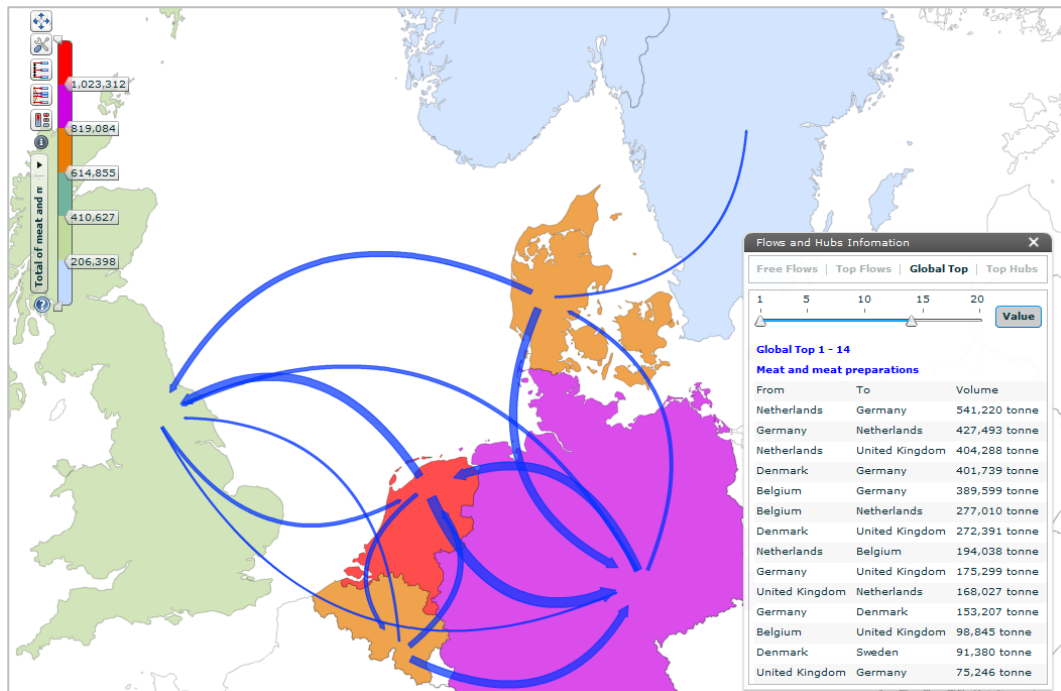 1,023,312
819,084
614,855
410,627
206,398
Total of meat and m
Flows and Hubs Infomation
Free Flows | Top Flows | Global Top | Top Hubs
1 5 10 15 20
Value
Global Top 1 - 14
Meat and meat preparations
From To Volume
Netherlands Germany 541,220 tonne
Germany Netherlands 427,493 tonne
Netherlands United Kingdom 404,288 tonne
Denmark Germany 401,739 tonne
Belgium Germany 389,599 tonne
Belgium Netherlands 277,010 tonne
Denmark United Kingdom 272,391 tonne
Netherlands Belgium 194,038 tonne
Germany United Kingdom 175,299 tonne
United Kingdom Netherlands 168,027 tonne
Germany Denmark 153,207 tonne
Belgium United Kingdom 98,845 tonne
Denmark Sweden 91,380 tonne
United Kingdom Germany 75,246 tonne